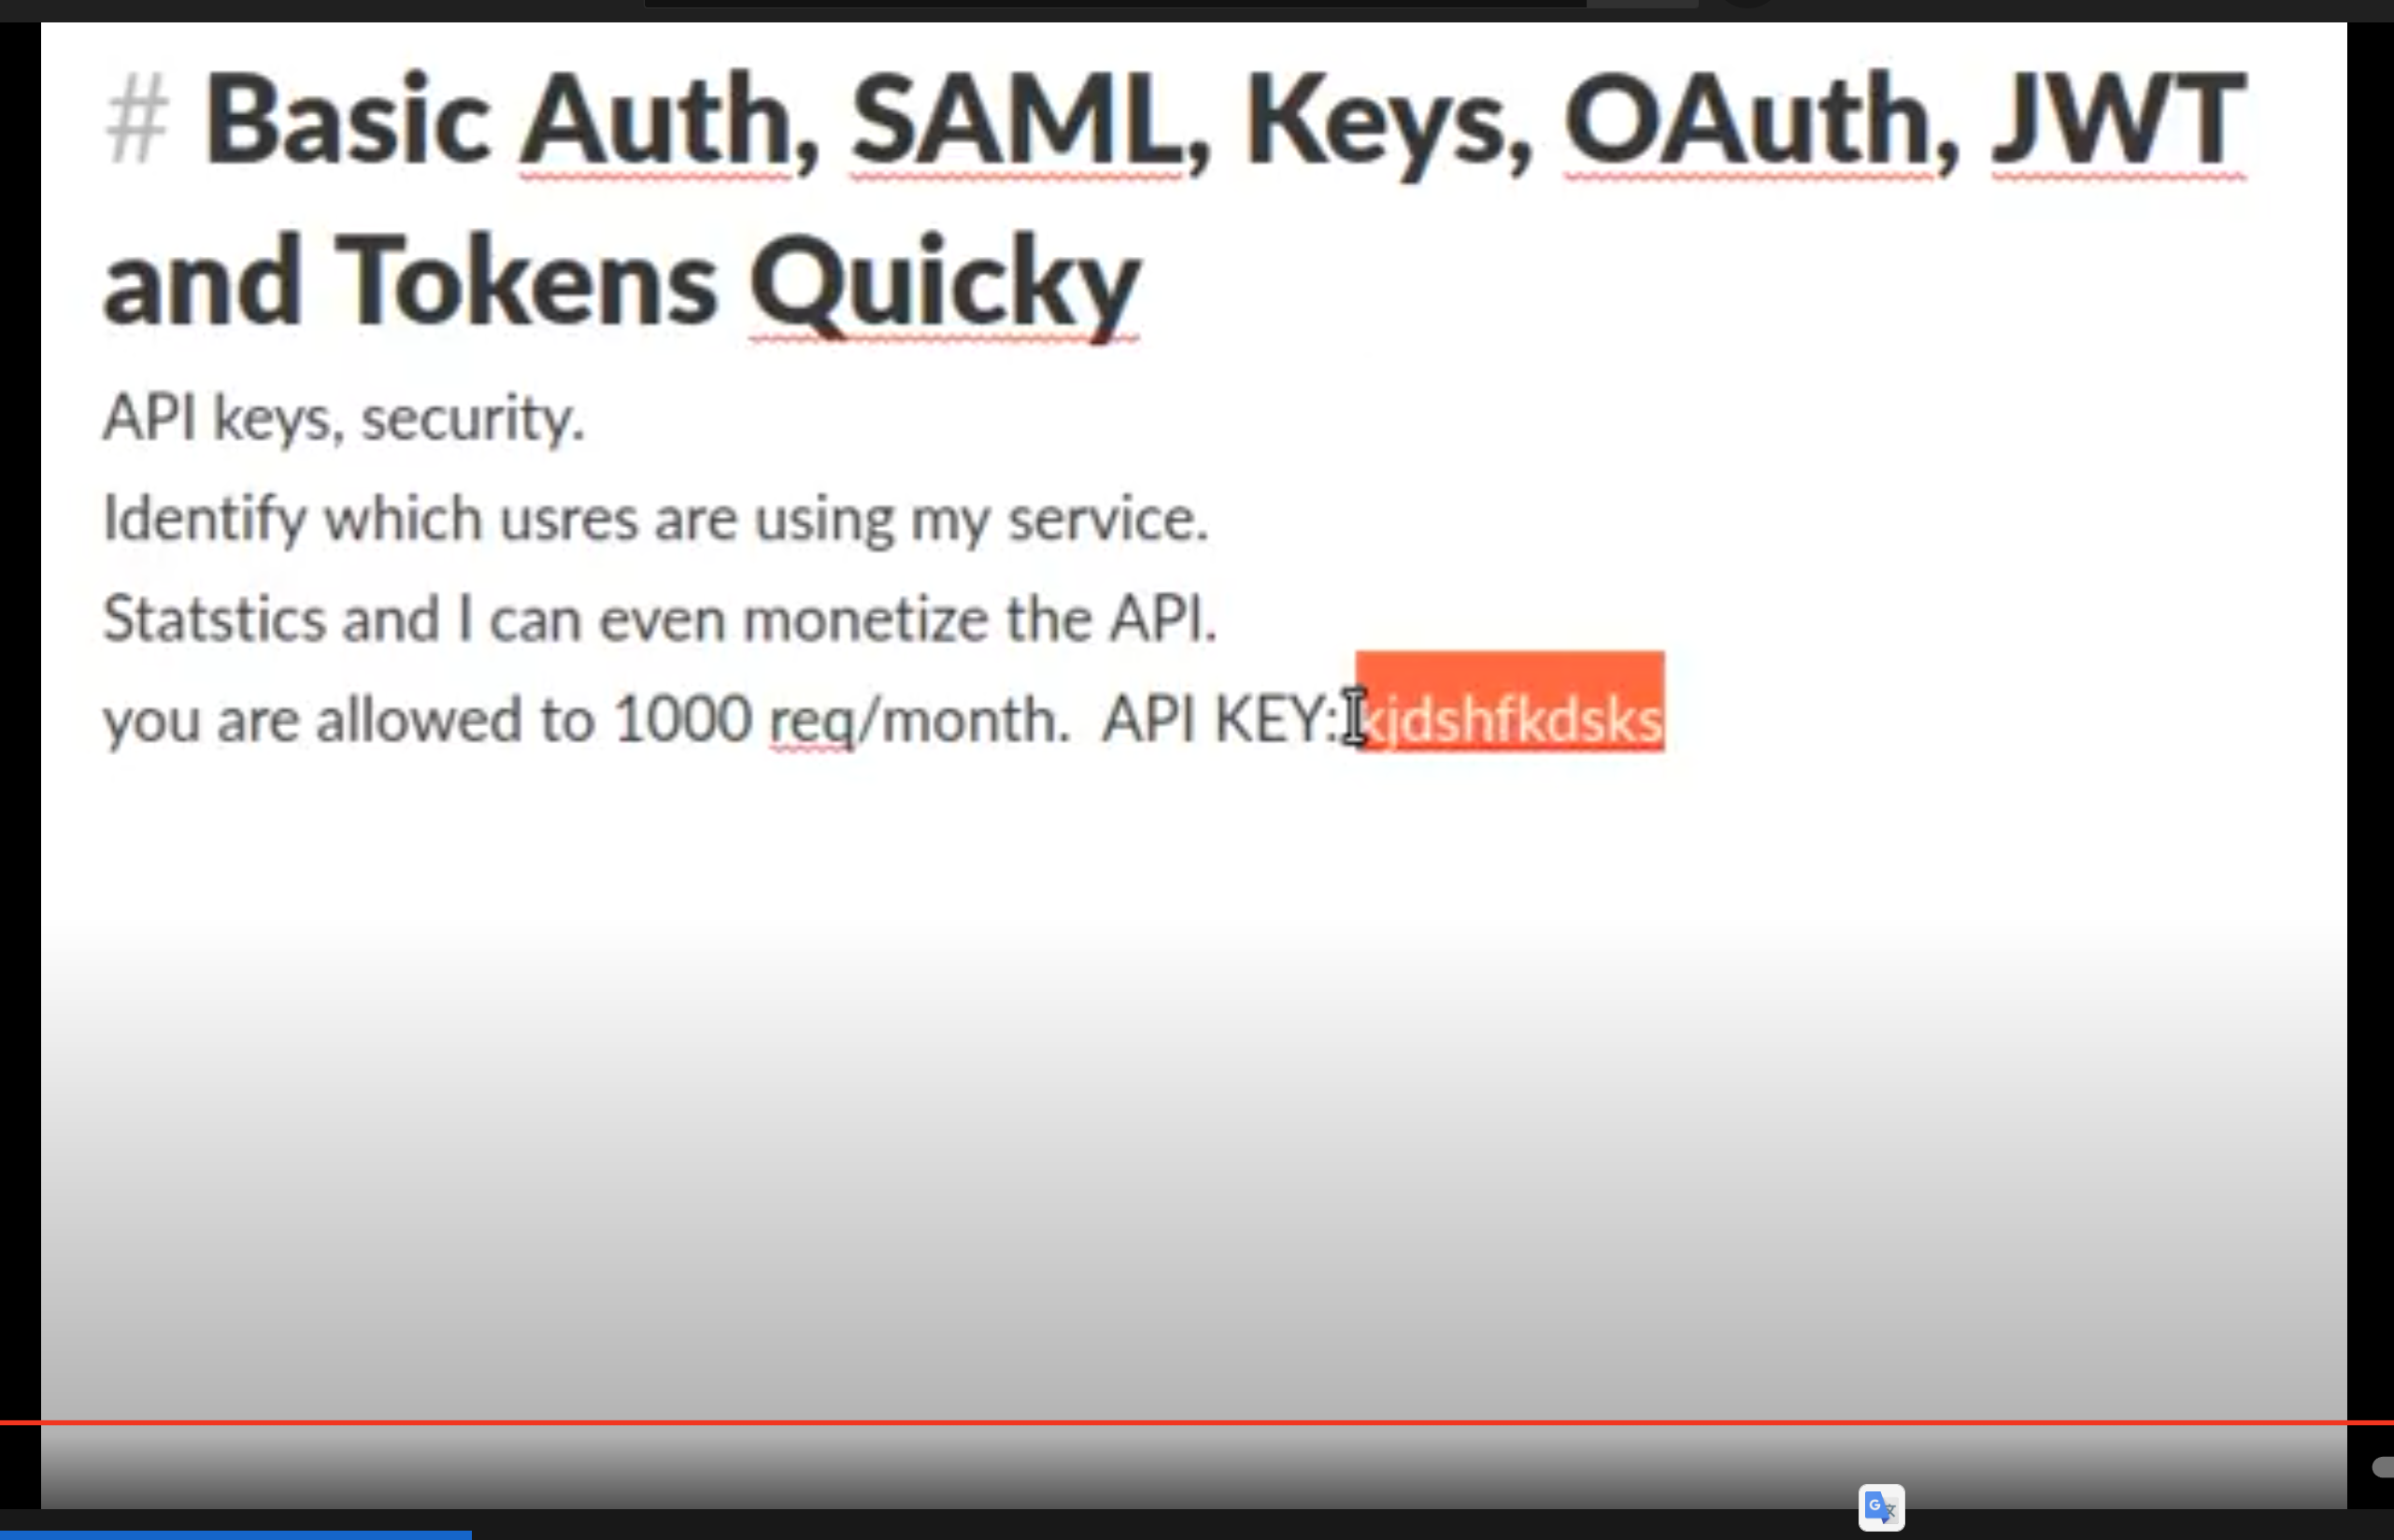 # Basic Auth, SAML, Keys, OAuth, JWT
and Tokens Quicky
API keys, security.
Identify which usres are using my service.
Statstics and I can even monetize the API.
you are allowed to 1000 req/month.  API KEY: kjdshfkdsks